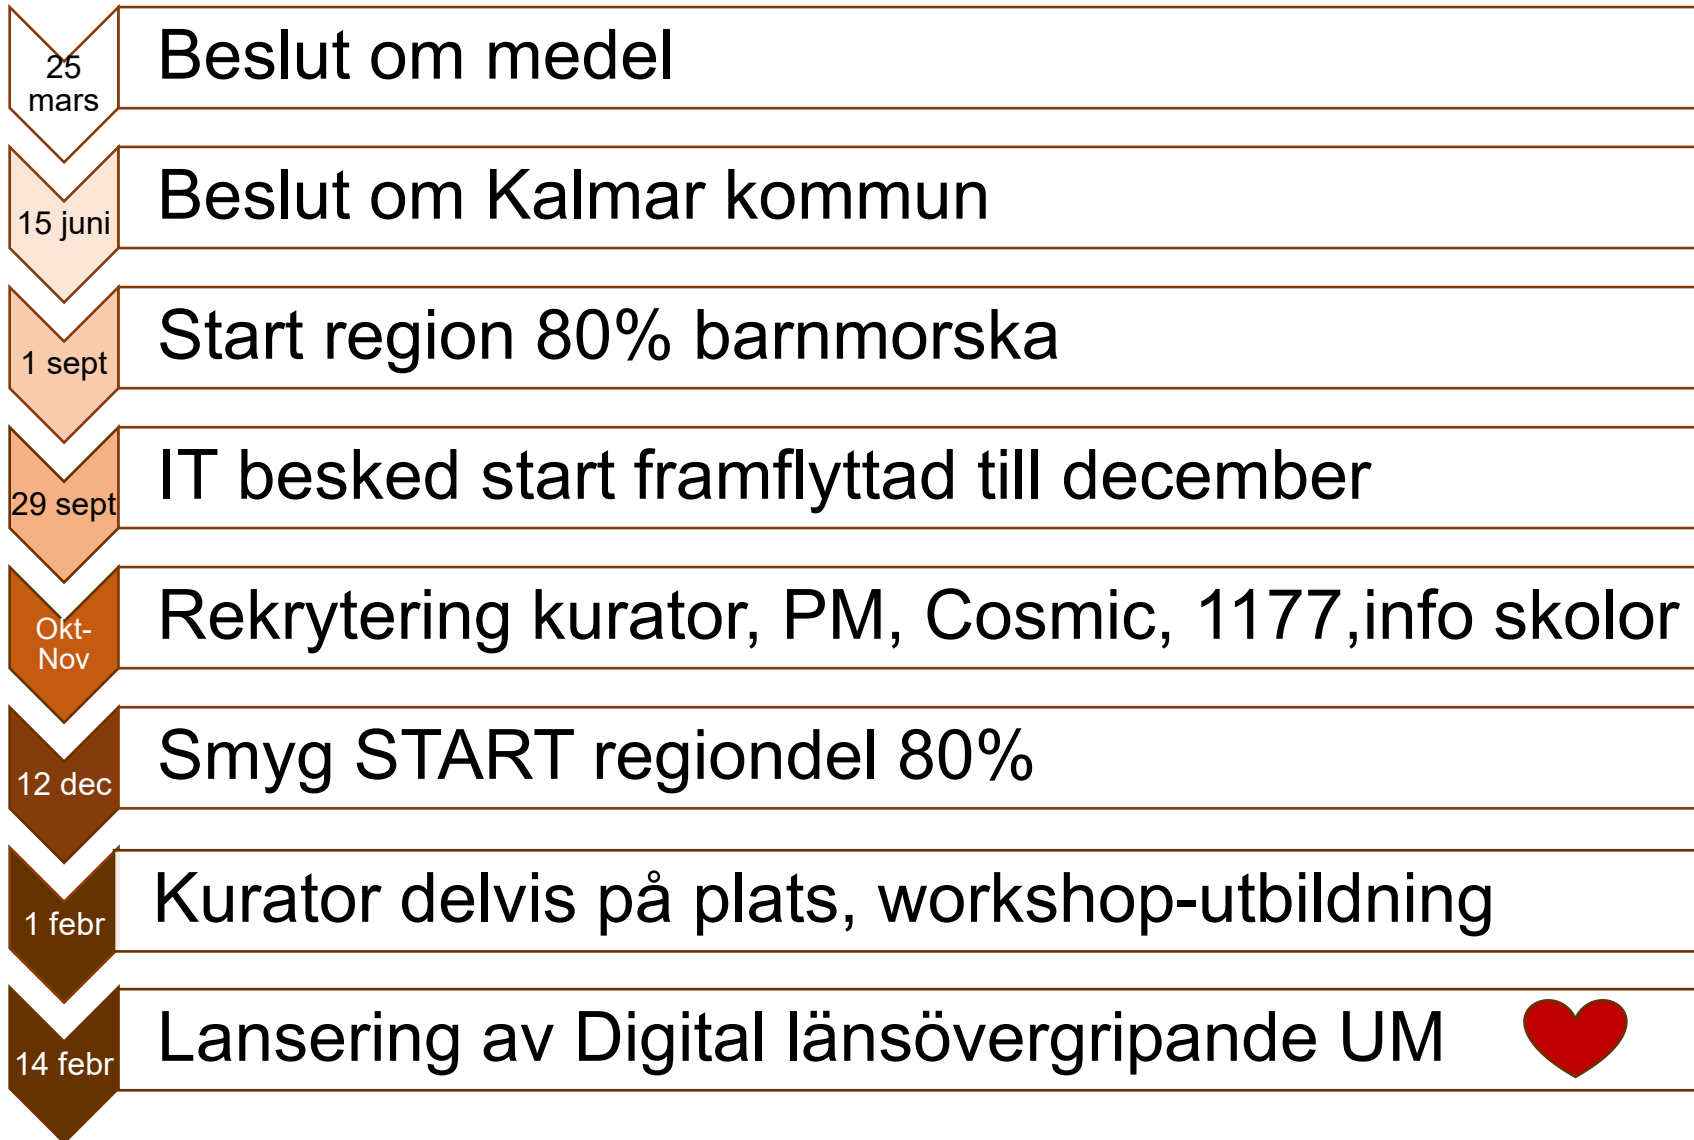 25
mars
Beslut om medel
15 juni
Beslut om Kalmar kommun
1 sept
Start region 80% barnmorska
29 sept
IT besked start framflyttad till december
Okt-
Nov
Rekrytering kurator, PM, Cosmic, 1177,info skolor
12 dec
Smyg START regiondel 80%
1 febr
Kurator delvis på plats, workshop-utbildning
14 febr
Lansering av Digital länsövergripande UM